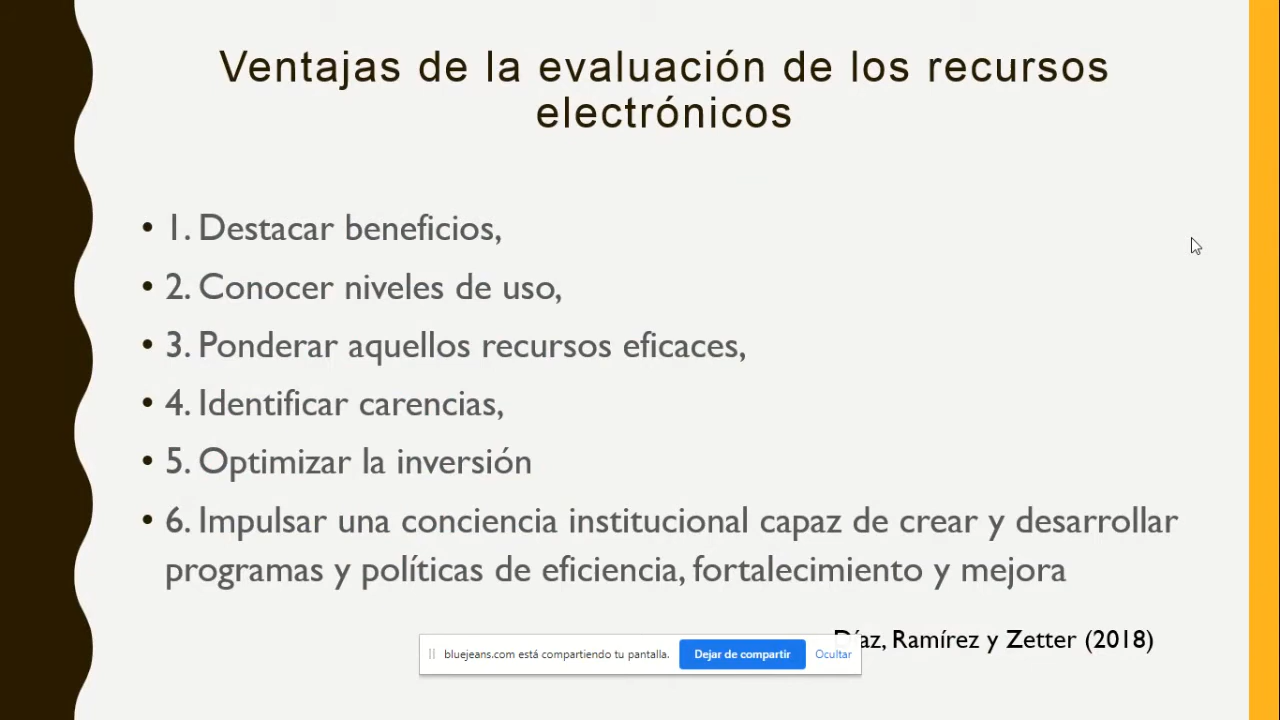 Ventajas de la evaluación de los recursos
electrónicos
• 1. Destacar beneficios,
• 2. Conocer niveles de uso,
• 3. Ponderar aquellos recursos eficaces,
• 4. Identificar carencias,
• 5. Optimizar la inversión
• 6. Impulsar una conciencia institucional capaz de crear y desarrollar
programas y políticas de eficiencia, fortalecimiento y mejora
Díaz, Ramírez y Zetter (2018)
bluejeans.com está compartiendo tu pantalla. Dejar de compartir Ocultar